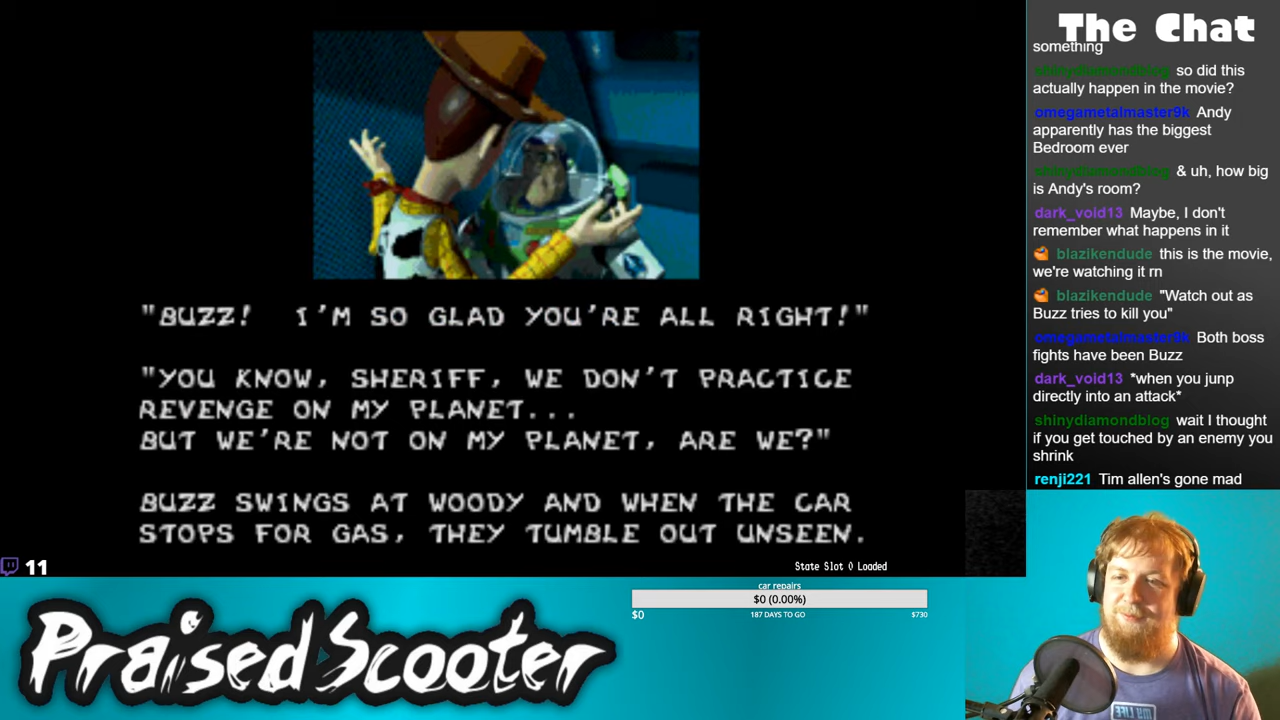 "BUZZ! I'M SO GLAD YOU'RE ALL RIGHT!"
"YOU KNOW, SHERIFF, WE DON'T PRACTICE
REVENGE ON MY PLANET...
BUT WE'RE NOT ON MY PLANET, ARE WE?"
BUZZ SWINGS AT WOODY AND WHEN THE CAR
STOPS FOR GAS, THEY TUMBLE OUT UNSEEN.
11
State Slot 0 Loaded
The Chat
something
shinydiamondblog so did this
actually happen in the movie?
omegametalmaster9k Andy
apparently has the biggest
Bedroom ever
shinydiamondblog & uh, how big
is Andy's room?
dark_void13 Maybe, I don't
remember what happens in it
blazikendude this is the movie,
we're watching it rn
blazikendude "Watch out as
Buzz tries to kill you"
omegametalmaster9k Both boss
fights have been Buzz
dark_void13 *when you junp
directly into an attack*
shinydiamondblog wait I thought
if you get touched by an enemy you
shrink
renji221 Tim allen's gone mad
PraisedScooter
car repairs
$0 (0.00%)
$0 187 DAYS TO GO $730
MY LIFE